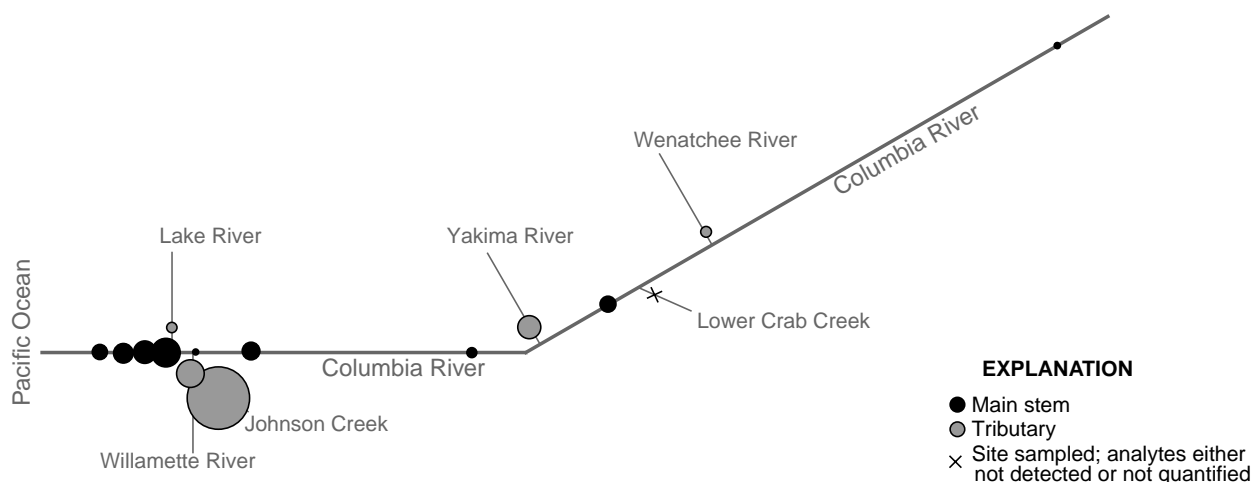 Wenatchee River
Columbia River
Lake River
Yakima River
Pacific Ocean
Lower Crab Creek
Columbia River
Johnson Creek
Willamette River
EXPLANATION
Main stem
Tributary
Site sampled; analytes either
not detected or not quantified